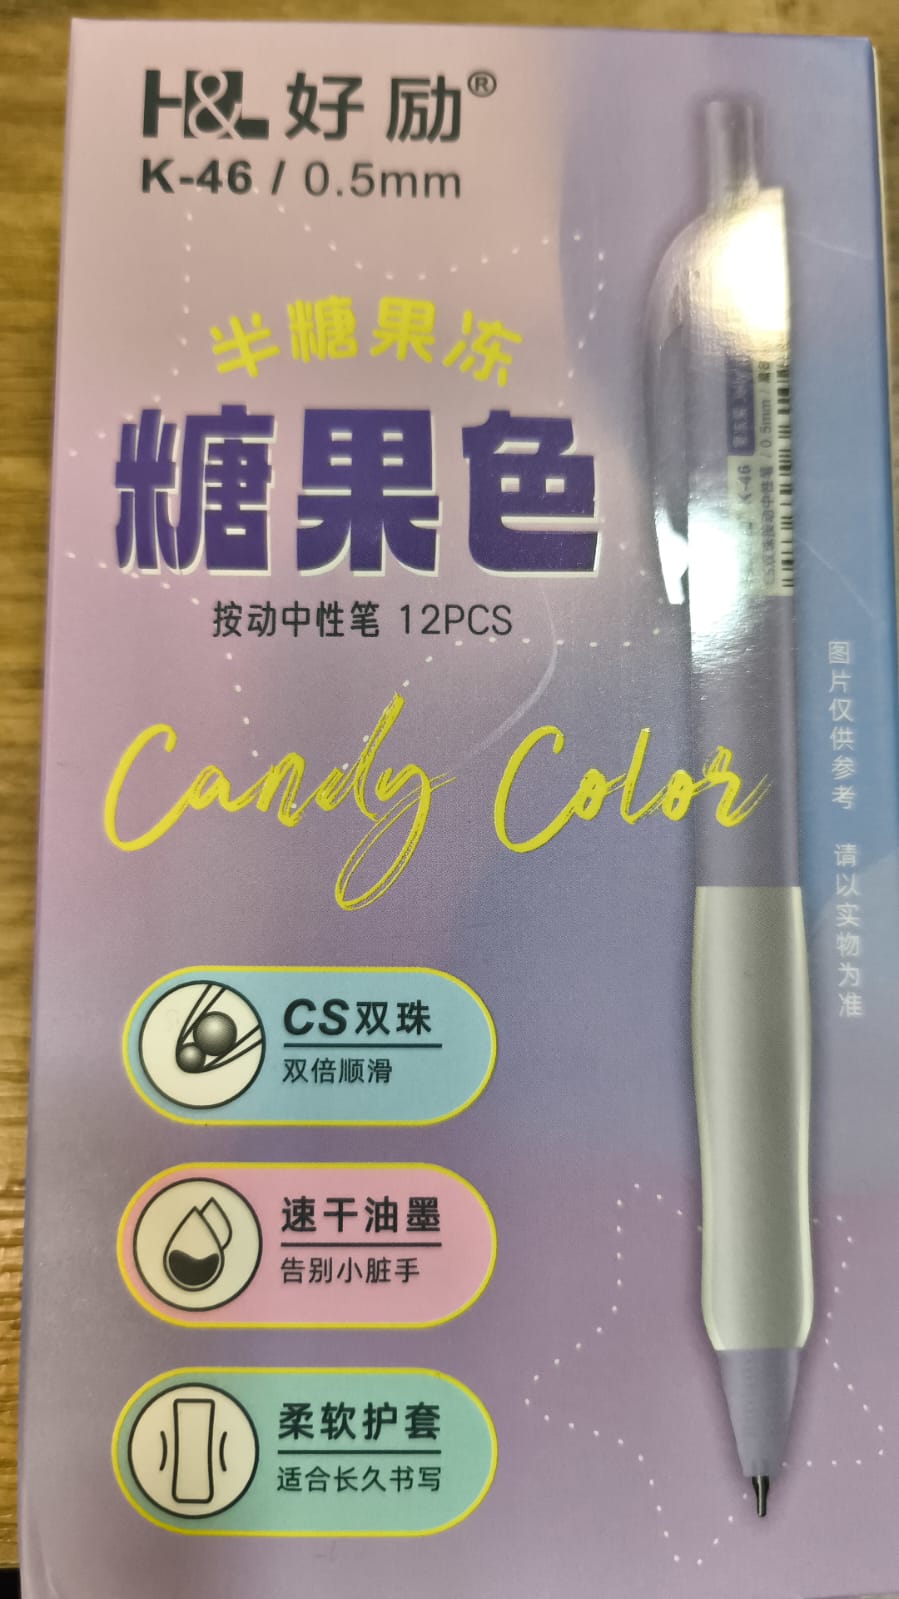 H&L 好励®
K-46 / 0.5mm
半糖果冻
糖果色
按动中性笔 12PCS
Candy Color
CS双珠
双倍顺滑
速干油墨
告别小脏手
柔软护套
适合长久书写
图片仅供参考 请以实物为准
K-46
/ 0.5mm /